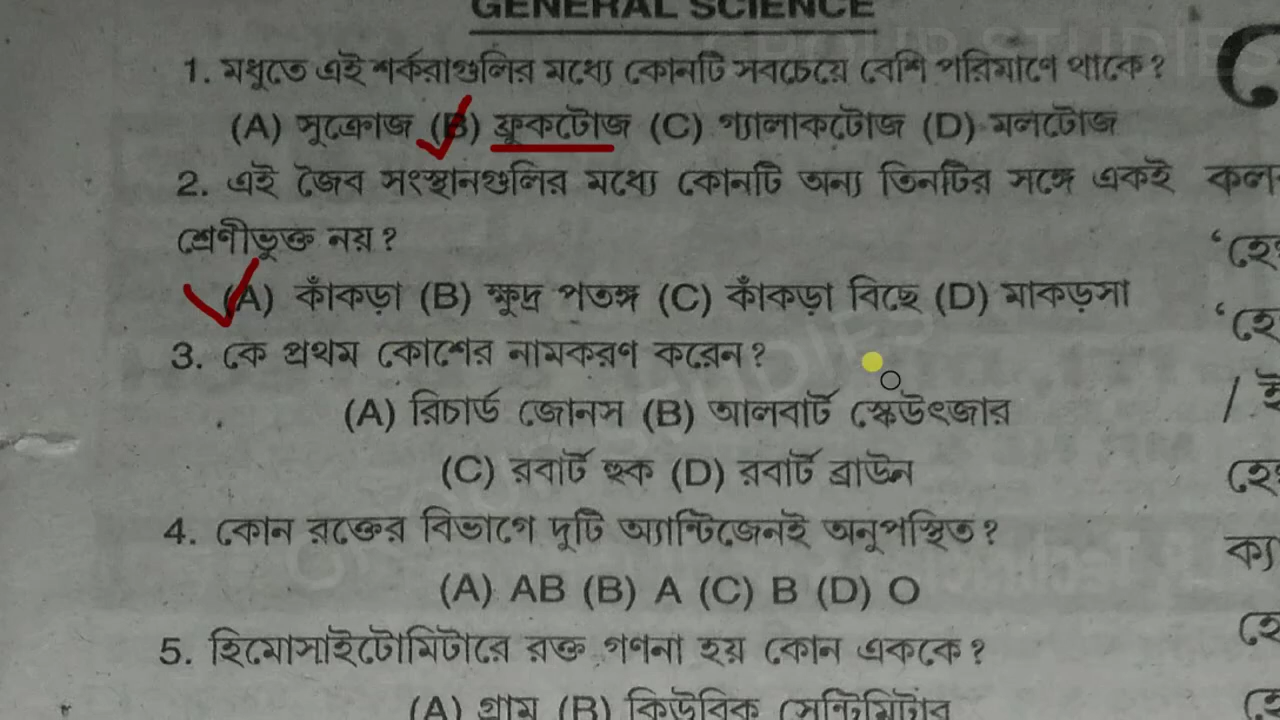 GENERAL SCIENCE
1. মধুতে এই শর্করাগুলির মধ্যে কোনটি সবচেয়ে বেশি পরিমাণে থাকে?
(A) সুক্রোজ (B) ফ্রুকটোজ (C) গ্যালাকটোজ (D) মলটোজ
2. এই জৈব সংস্থানগুলির মধ্যে কোনটি অন্য তিনটির সঙ্গে একই
শ্রেণীভুক্ত নয়?
(A) কাঁকড়া (B) ক্ষুদ্র পতঙ্গ (C) কাঁকড়া বিছে (D) মাকড়সা
3. কে প্রথম কোশের নামকরণ করেন?
(A) রিচার্ড জোনস (B) আলবার্ট স্কেউৎজার
(C) রবার্ট হুক (D) রবার্ট ব্রাউন
4. কোন রক্তের বিভাগে দুটি অ্যান্টিজেনই অনুপস্থিত?
(A) AB (B) A (C) B (D) O
5. হিমোসাইটোমিটারে রক্ত গণনা হয় কোন এককে?
(A) গ্রাম (B) কিউবিক সেন্টিমিটার